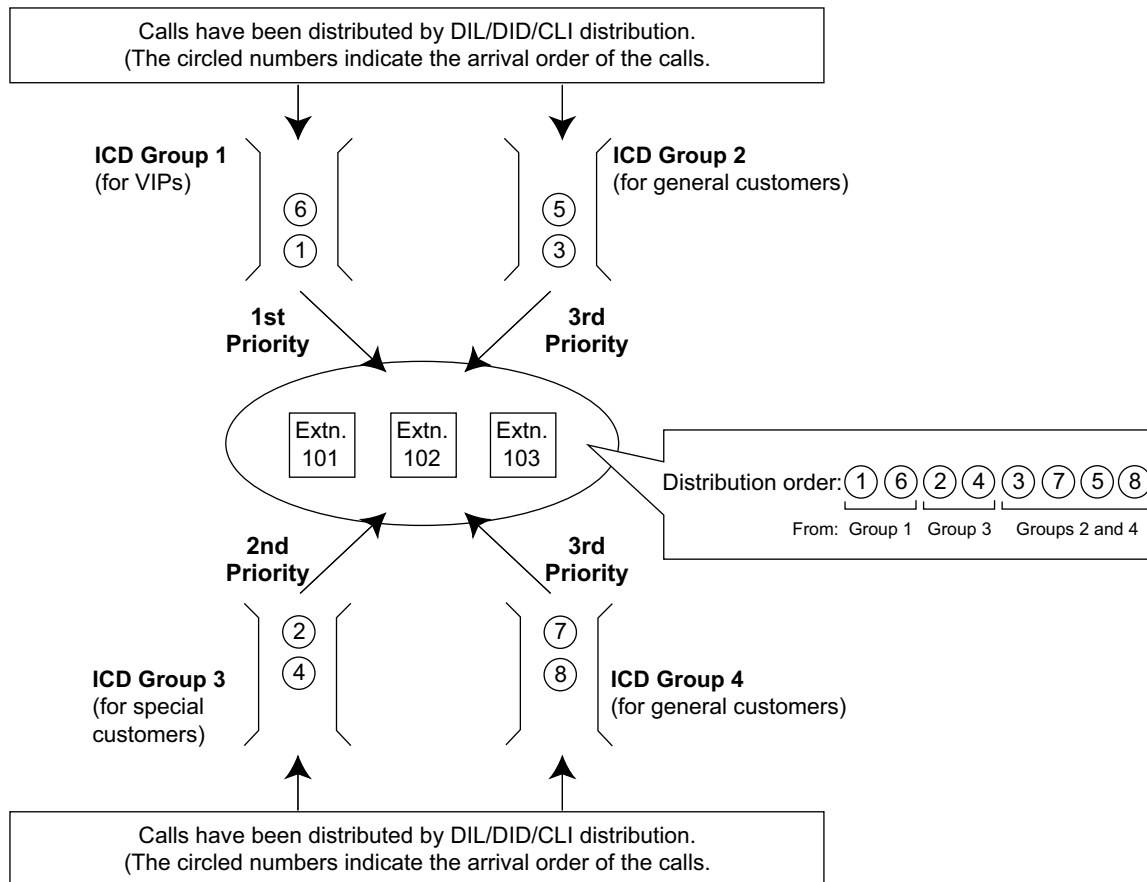 Calls have been distributed by DIL/DID/CLI distribution.
(The circled numbers indicate the arrival order of the calls.
ICD Group 1
(for VIPs)
6
1
ICD Group 2
(for general customers)
5
3
1st
Priority
3rd
Priority
Extn.
101
Extn.
102
Extn.
103
Distribution order: 1 6 2 4 3 7 5 8
From: Group 1 Group 3 Groups 2 and 4
2nd
Priority
3rd
Priority
ICD Group 3
(for special
customers)
2
4
7
8
ICD Group 4
(for general customers)
Calls have been distributed by DIL/DID/CLI distribution.
(The circled numbers indicate the arrival order of the calls.